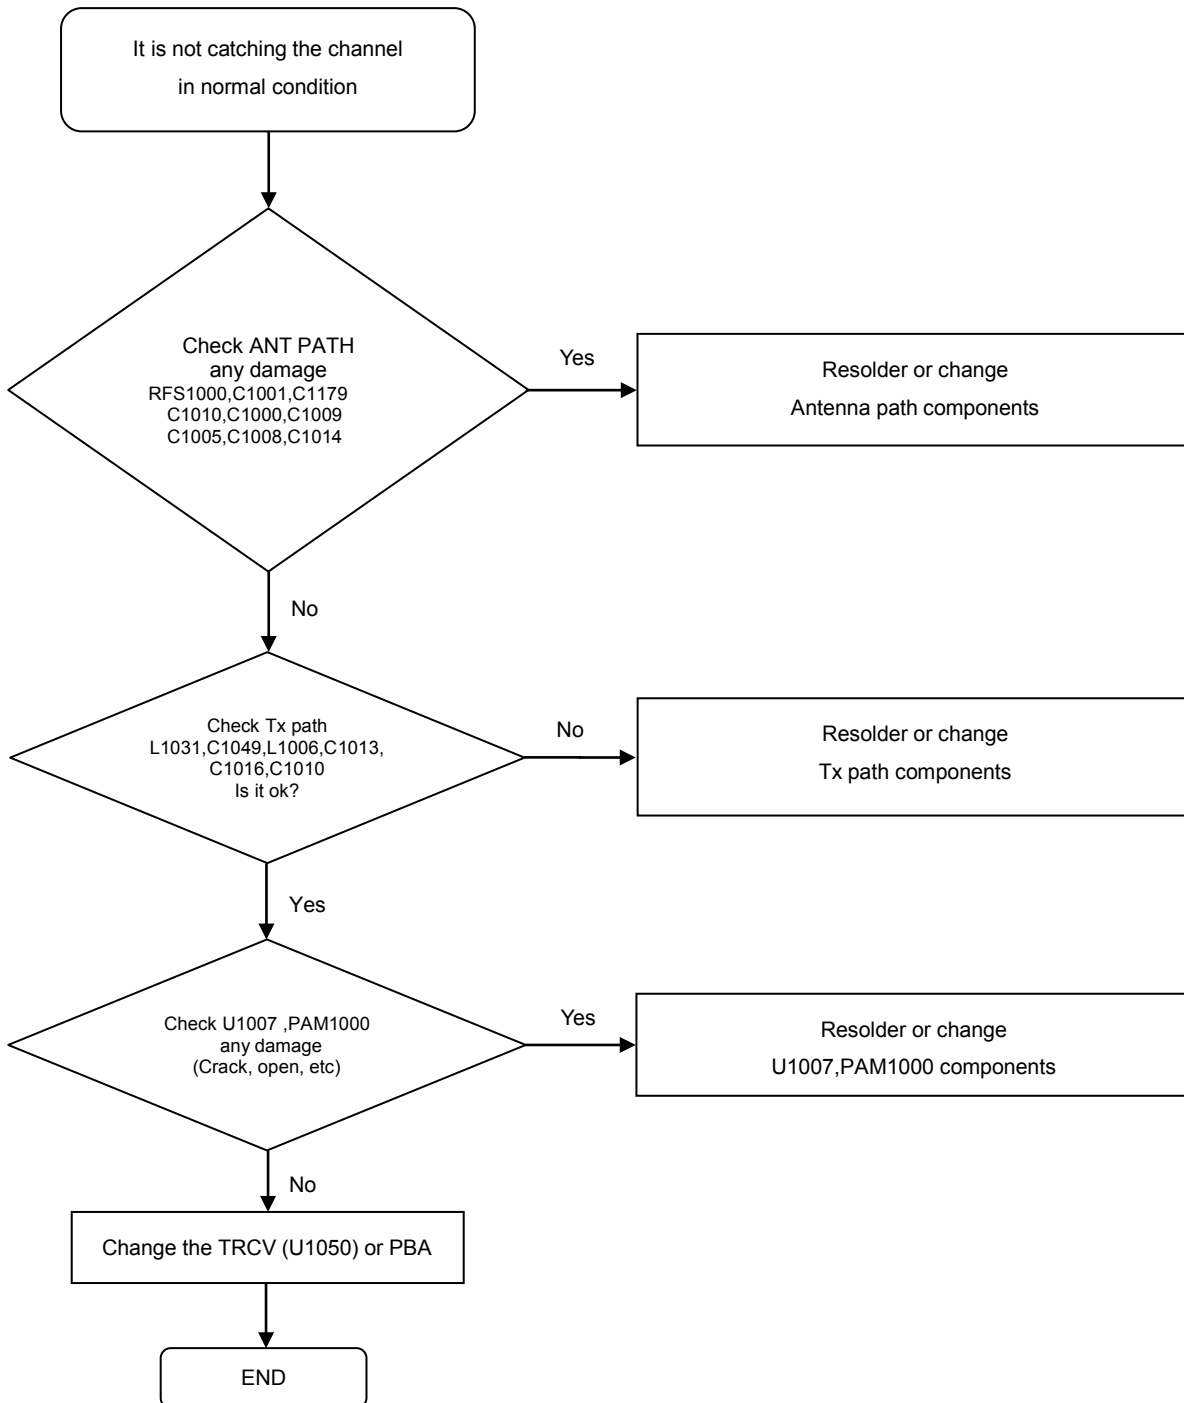 It is not catching the channel
in normal condition
Check ANT PATH
any damage
RFS1000,C1001,C1179
C1010,C1000,C1009
C1005,C1008,C1014
Yes
Resolder or change
Antenna path components
No
Check Tx path
L1031,C1049,L1006,C1013,
C1016,C1010
Is it ok?
No
Resolder or change
Tx path components
Yes
Check U1007 ,PAM1000
any damage
(Crack, open, etc)
Yes
Resolder or change
U1007,PAM1000 components
No
Change the TRCV (U1050) or PBA
END